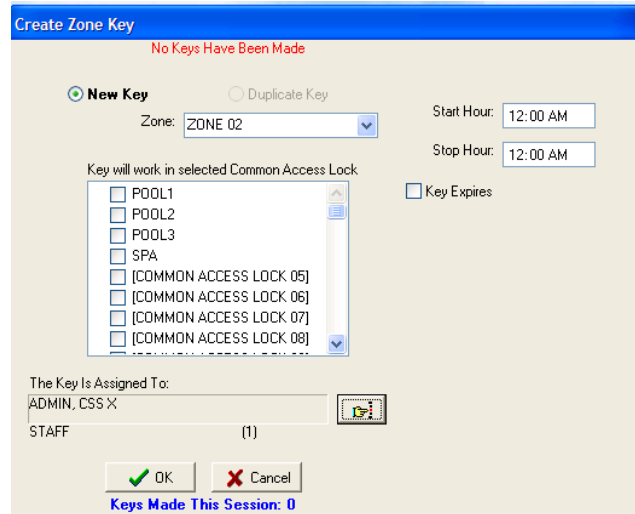 Create Zone Key
No Keys Have Been Made
New Key
Duplicate Key
Zone: ZONE 02
Start Hour: 12:00 AM
Stop Hour: 12:00 AM
Key will work in selected Common Access Lock
Key Expires
POOL1
POOL2
POOL3
SPA
[COMMON ACCESS LOCK 05]
[COMMON ACCESS LOCK 06]
[COMMON ACCESS LOCK 07]
[COMMON ACCESS LOCK 08]
The Key Is Assigned To:
ADMIN, CSS X
STAFF (1)
OK
Cancel
Keys Made This Session: 0